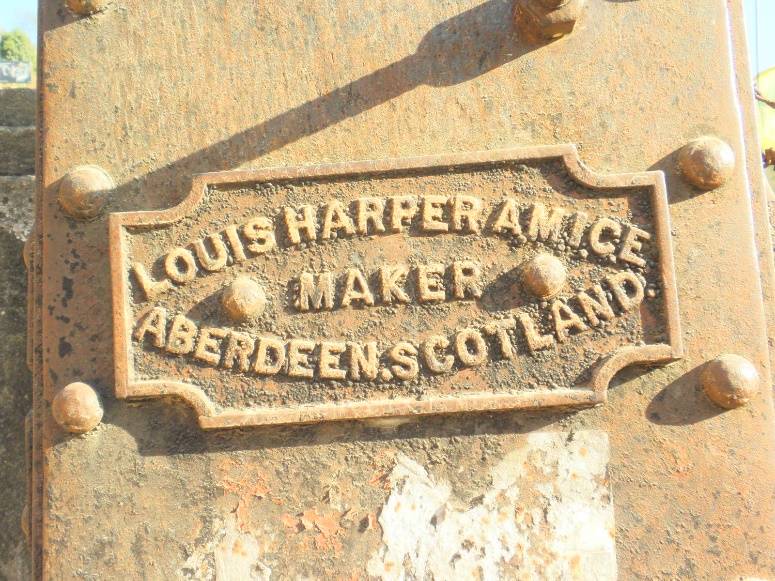 LOUIS HARPER A.M.I.C.E
MAKER
ABERDEEN. SCOTLAND.